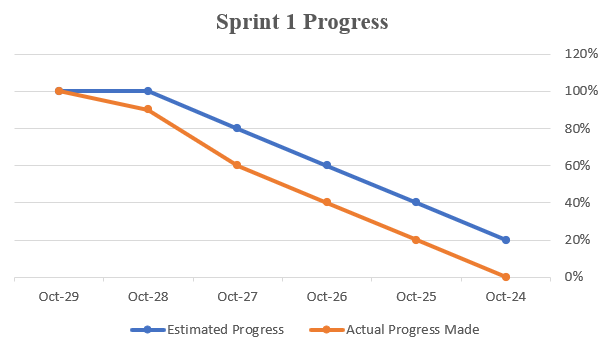 Sprint 1 Progress
120%
100%
80%
60%
40%
20%
0%
Oct-29 Oct-28 Oct-27 Oct-26 Oct-25 Oct-24
Estimated Progress Actual Progress Made